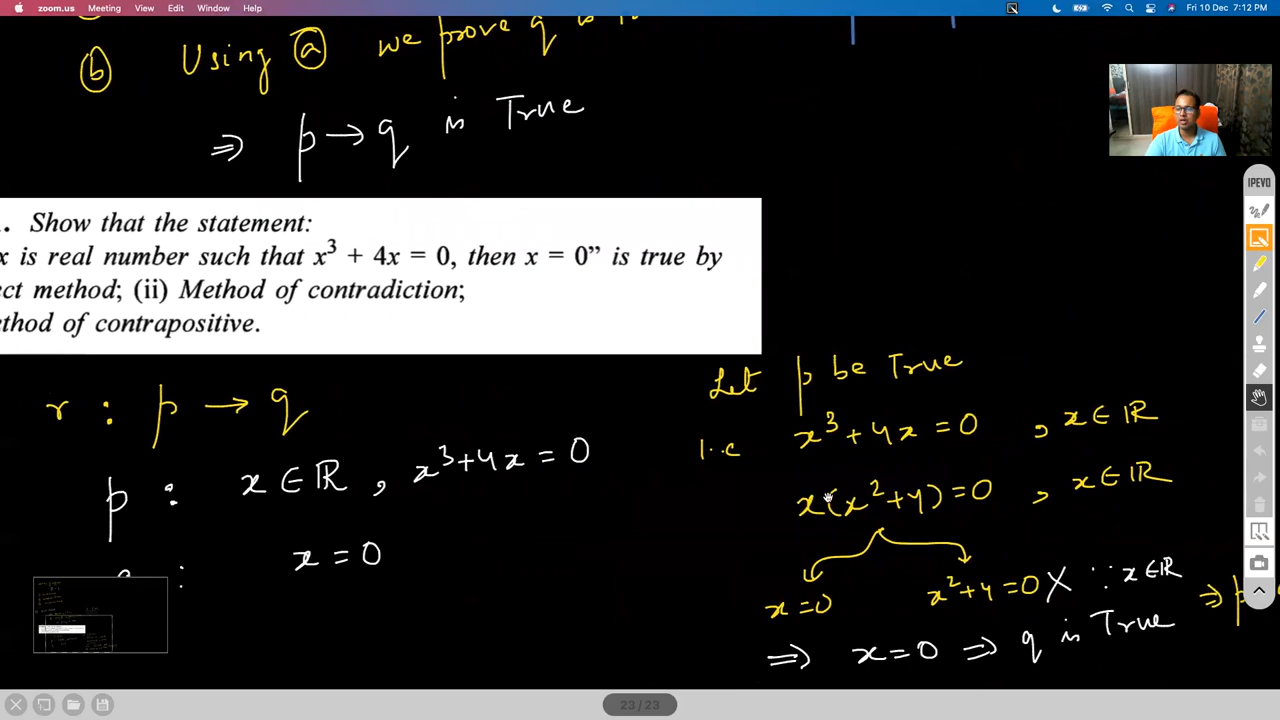 zoom.us Meeting View Edit Window Help Fri 10 Dec 7:12 PM
ⓑ Using ⓐ we prove q is
⇒ p → q is True
. Show that the statement:
x is real number such that x³ + 4x = 0, then x = 0” is true by
ect method; (ii) Method of contradiction;
ethod of contrapositive.
IPEVO
r : p → q
p : x ∈ ℝ , x³+4x = 0
: x = 0
Let p be True
i.e x³+4x = 0 , x ∈ ℝ
x(x²+4) = 0 , x ∈ ℝ
x = 0 x²+4 = 0 X ∵ x ∈ ℝ
⇒ x = 0 ⇒ q is True ⇒ p
23 / 23